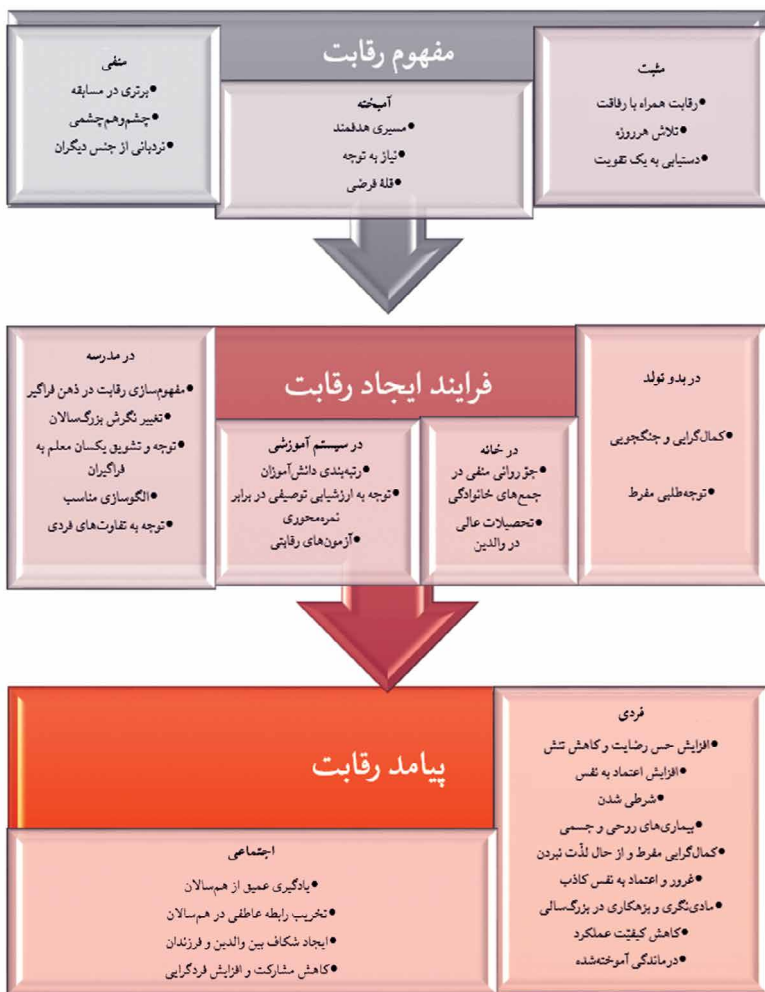 مفهوم رقابت
مثبت
•رقابت همراه با رفاقت
•تلاش هرروزه
•دستیابی به یک تقویت
آمیخته
•مسیری هدفمند
•نیاز به توجه
•قلهٔ فرضی
منفی
•برتری در مسابقه
•چشم‌وهم‌چشمی
•نردبانی از جنس دیگران
فرایند ایجاد رقابت
در بدو تولد
•کمال‌گرایی و جنگجویی
•توجه‌طلبی مفرط
در خانه
•جوّ روانی منفی در
جمع‌های خانوادگی
•تحصیلات عالی
در والدین
در سیستم آموزشی
•رتبه‌بندی دانش‌آموزان
•توجه به ارزشیابی توصیفی در برابر
نمره‌محوری
•آزمون‌های رقابتی
در مدرسه
•مفهوم‌سازی رقابت در ذهن فراگیر
•تغییر نگرش بزرگ‌سالان
•توجه و تشویق یکسان معلم به
فراگیران
•الگوسازی مناسب
•توجه به تفاوت‌های فردی
پیامد رقابت
فردی
•افزایش حس رضایت و کاهش تنش
•افزایش اعتماد به نفس
•شرطی شدن
•بیماری‌های روحی و جسمی
•کمال‌گرایی مفرط و از حال لذّت نبردن
•غرور و اعتماد به نفس کاذب
•مادی‌نگری و بزهکاری در بزرگ‌سالی
•کاهش کیفیّت عملکرد
•درماندگی آموخته‌شده
اجتماعی
•یادگیری عمیق از هم‌سالان
•تخریب رابطه عاطفی در هم‌سالان
•ایجاد شکاف بین والدین و فرزندان
•کاهش مشارکت و افزایش فردگرایی